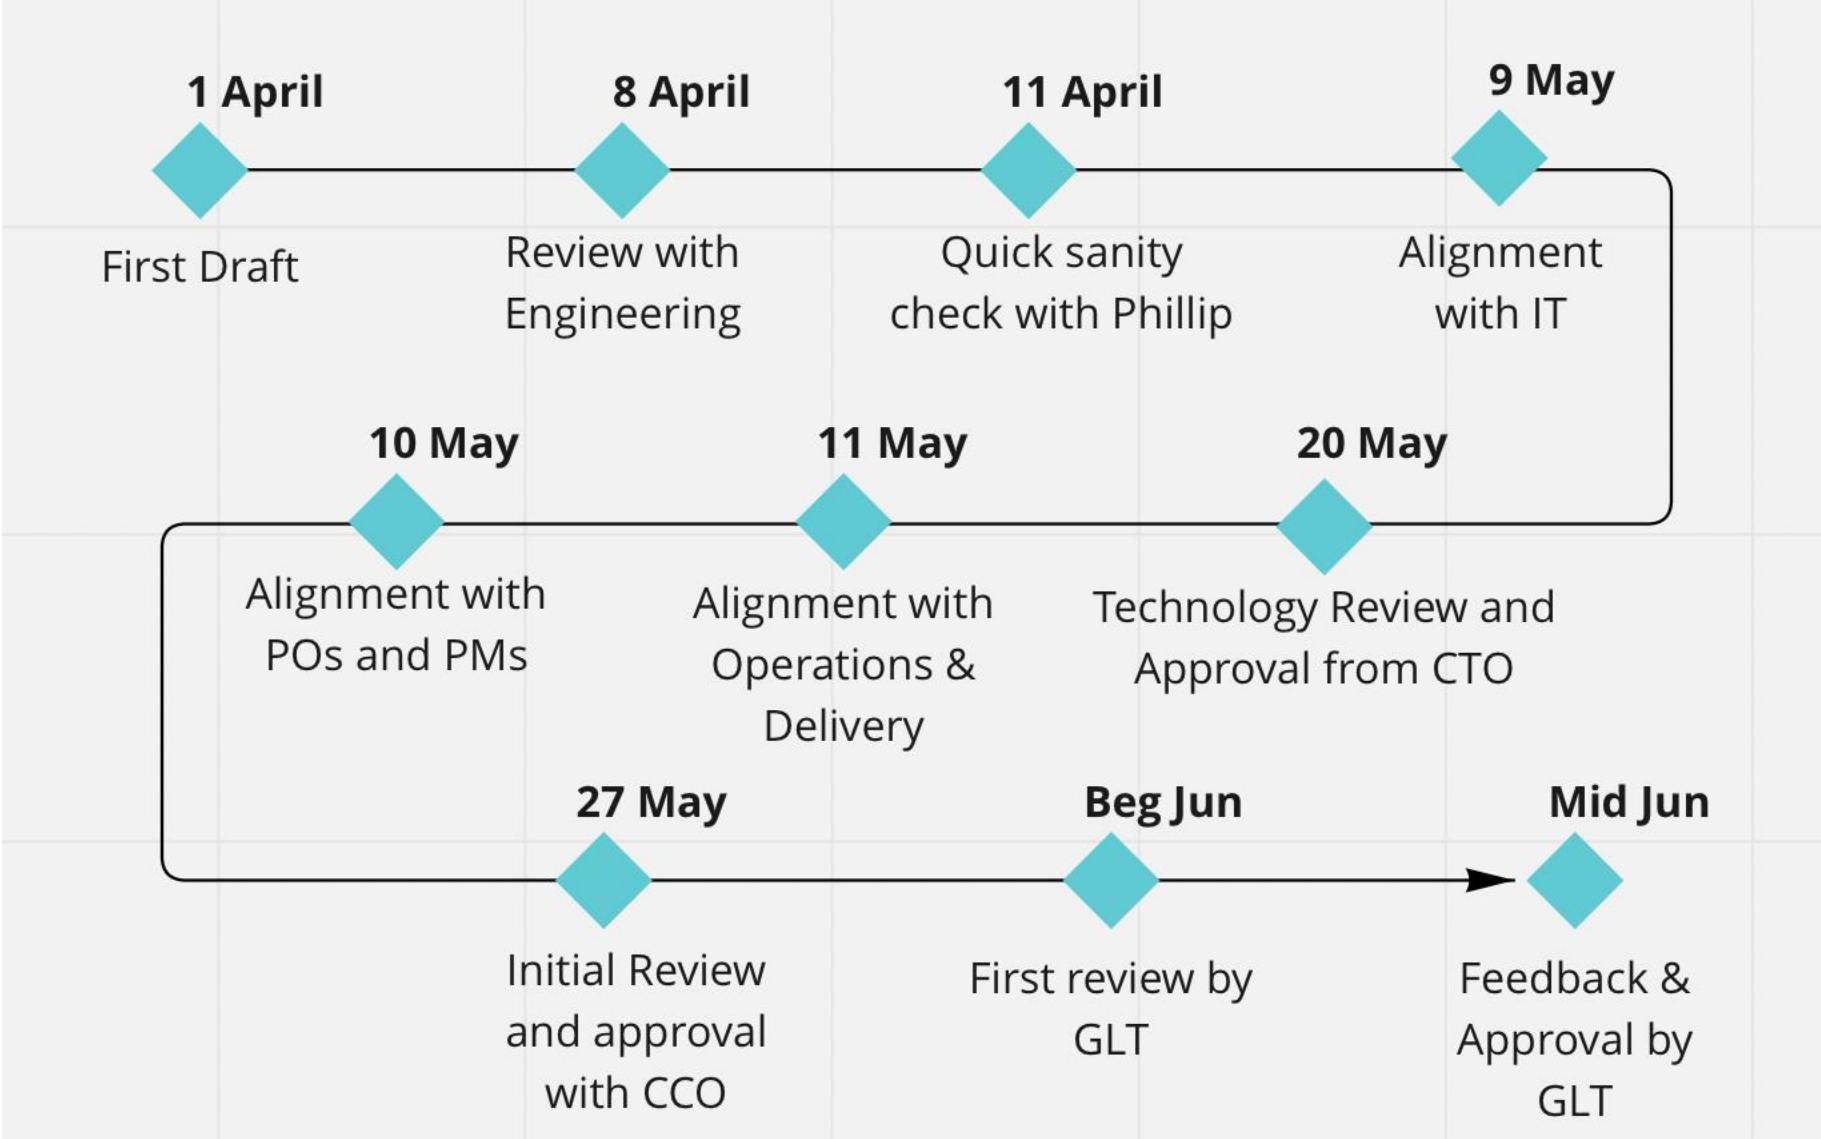 1 April
First Draft
8 April
Review with
Engineering
11 April
Quick sanity
check with Phillip
9 May
Alignment
with IT
10 May
Alignment with
POs and PMs
11 May
Alignment with
Operations &
Delivery
20 May
Technology Review and
Approval from CTO
27 May
Initial Review
and approval
with CCO
Beg Jun
First review by
GLT
Mid Jun
Feedback &
Approval by
GLT